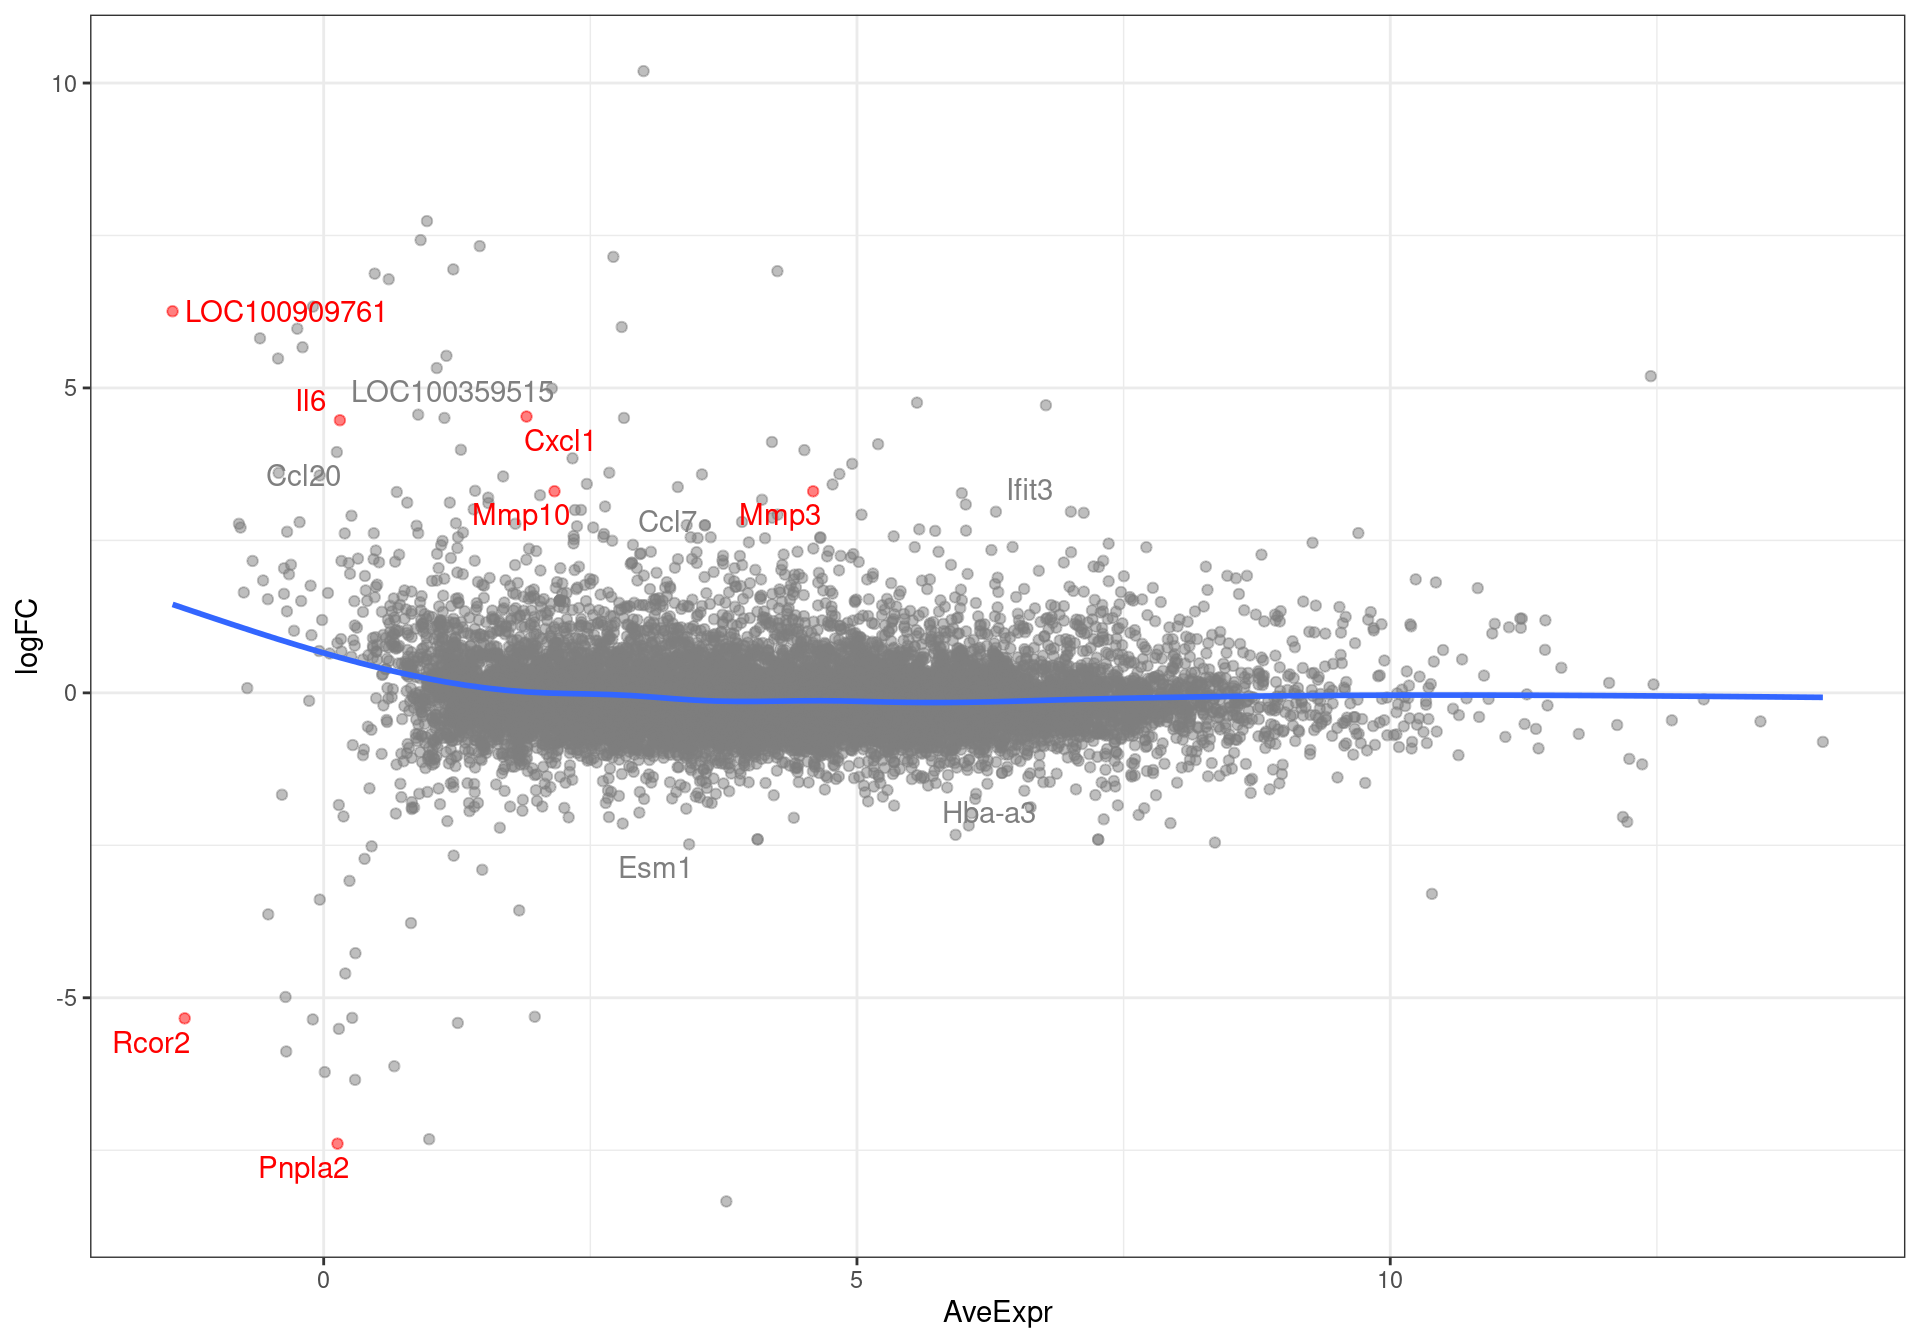 10
LOC100909761
5
LOC100359515
Il6
Cxcl1
Ccl20
Ifit3
Mmp10
Ccl7
Mmp3
logFC
0
Hba-a3
Esm1
-5
Rcor2
Pnpla2
0
5
10
AveExpr